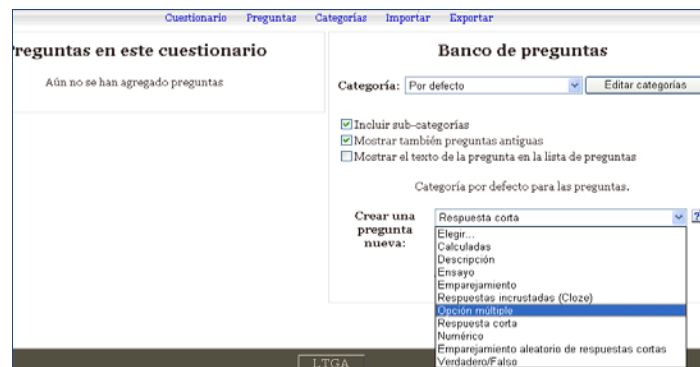 Cuestionario Preguntas Categorías Importar Exportar
Preguntas en este cuestionario
Aún no se han agregado preguntas
Banco de preguntas
Categoría: Por defecto Editar categorías
Incluir sub-categorías
Mostrar también preguntas antiguas
Mostrar el texto de la pregunta en la lista de preguntas
Categoría por defecto para las preguntas.
Crear una pregunta nueva:
Respuesta corta ?
Elegir...
Calculadas
Descripción
Ensayo
Emparejamiento
Respuestas incrustadas (Cloze)
Opción múltiple
Respuesta corta
Numérico
Emparejamiento aleatorio de respuestas cortas
Verdadero/Falso
LTGA